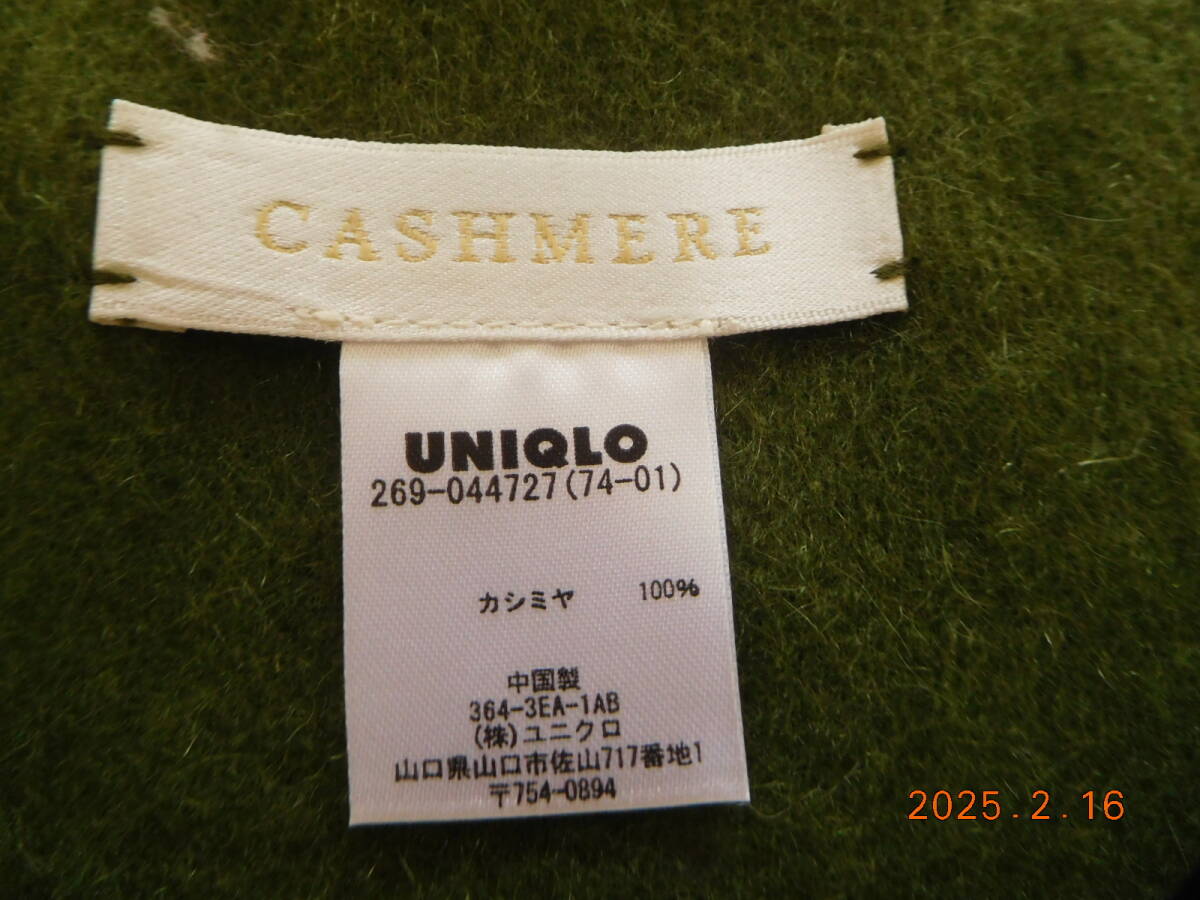 CASHMERE
UNIQLO
269-044727(74-01)
カシミヤ 100%
中国製
364-3EA-1AB
(株)ユニクロ
山口県山口市佐山717番地1
〒754-0894
2025.2.16